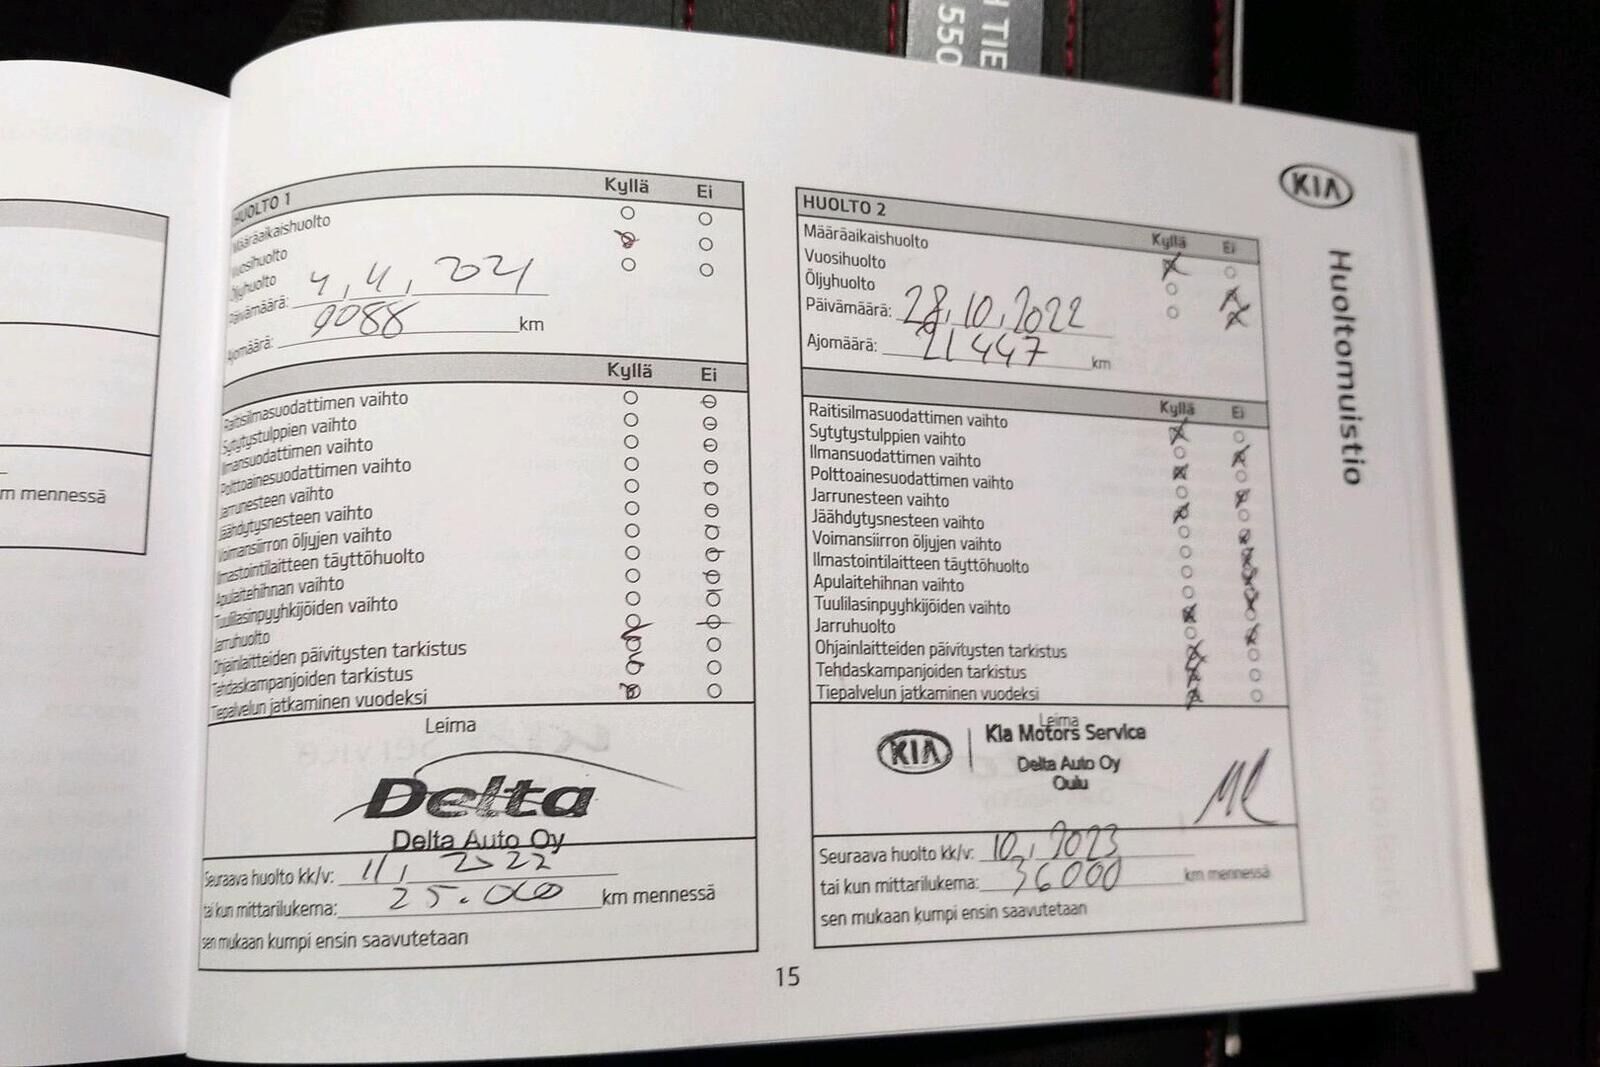 I TIE
550
KIA
Huoltomuistio
m mennessä
HUOLTO 1 Kyllä Ei
Määräaikaishuolto
Vuosihuolto
Öljyhuolto
Päivämäärä: 4,4,2021
Ajomäärä: 9088 km
Kyllä Ei
Raitisilmasuodattimen vaihto
Sytytystulppien vaihto
Ilmansuodattimen vaihto
Polttoainesuodattimen vaihto
Jarrunesteen vaihto
Jäähdytysnesteen vaihto
Voimansiirron öljyjen vaihto
Ilmastointilaitteen täyttöhuolto
Apulaitehihnan vaihto
Tuulilasinpyyhkijöiden vaihto
Jarruhuolto
Ohjainlaitteiden päivitysten tarkistus
Tehdaskampanjoiden tarkistus
Tiepalvelun jatkaminen vuodeksi
Leima
Delta
Delta Auto Oy
Seuraava huolto kk/v: 11, 2022
tai kun mittarilukema: 25.000 km mennessä
sen mukaan kumpi ensin saavutetaan
HUOLTO 2
Kyllä Ei
Määräaikaishuolto
Vuosihuolto
Öljyhuolto
Päivämäärä: 28,10,2022
Ajomäärä: 21447 km
Kyllä Ei
Raitisilmasuodattimen vaihto
Sytytystulppien vaihto
Ilmansuodattimen vaihto
Polttoainesuodattimen vaihto
Jarrunesteen vaihto
Jäähdytysnesteen vaihto
Voimansiirron öljyjen vaihto
Ilmastointilaitteen täyttöhuolto
Apulaitehihnan vaihto
Tuulilasinpyyhkijöiden vaihto
Jarruhuolto
Ohjainlaitteiden päivitysten tarkistus
Tehdaskampanjoiden tarkistus
Tiepalvelun jatkaminen vuodeksi
Leima
KIA Kia Motors Service
Delta Auto Oy
Oulu
Seuraava huolto kk/v: 10, 2023
tai kun mittarilukema: 36000 km mennessä
sen mukaan kumpi ensin saavutetaan
15